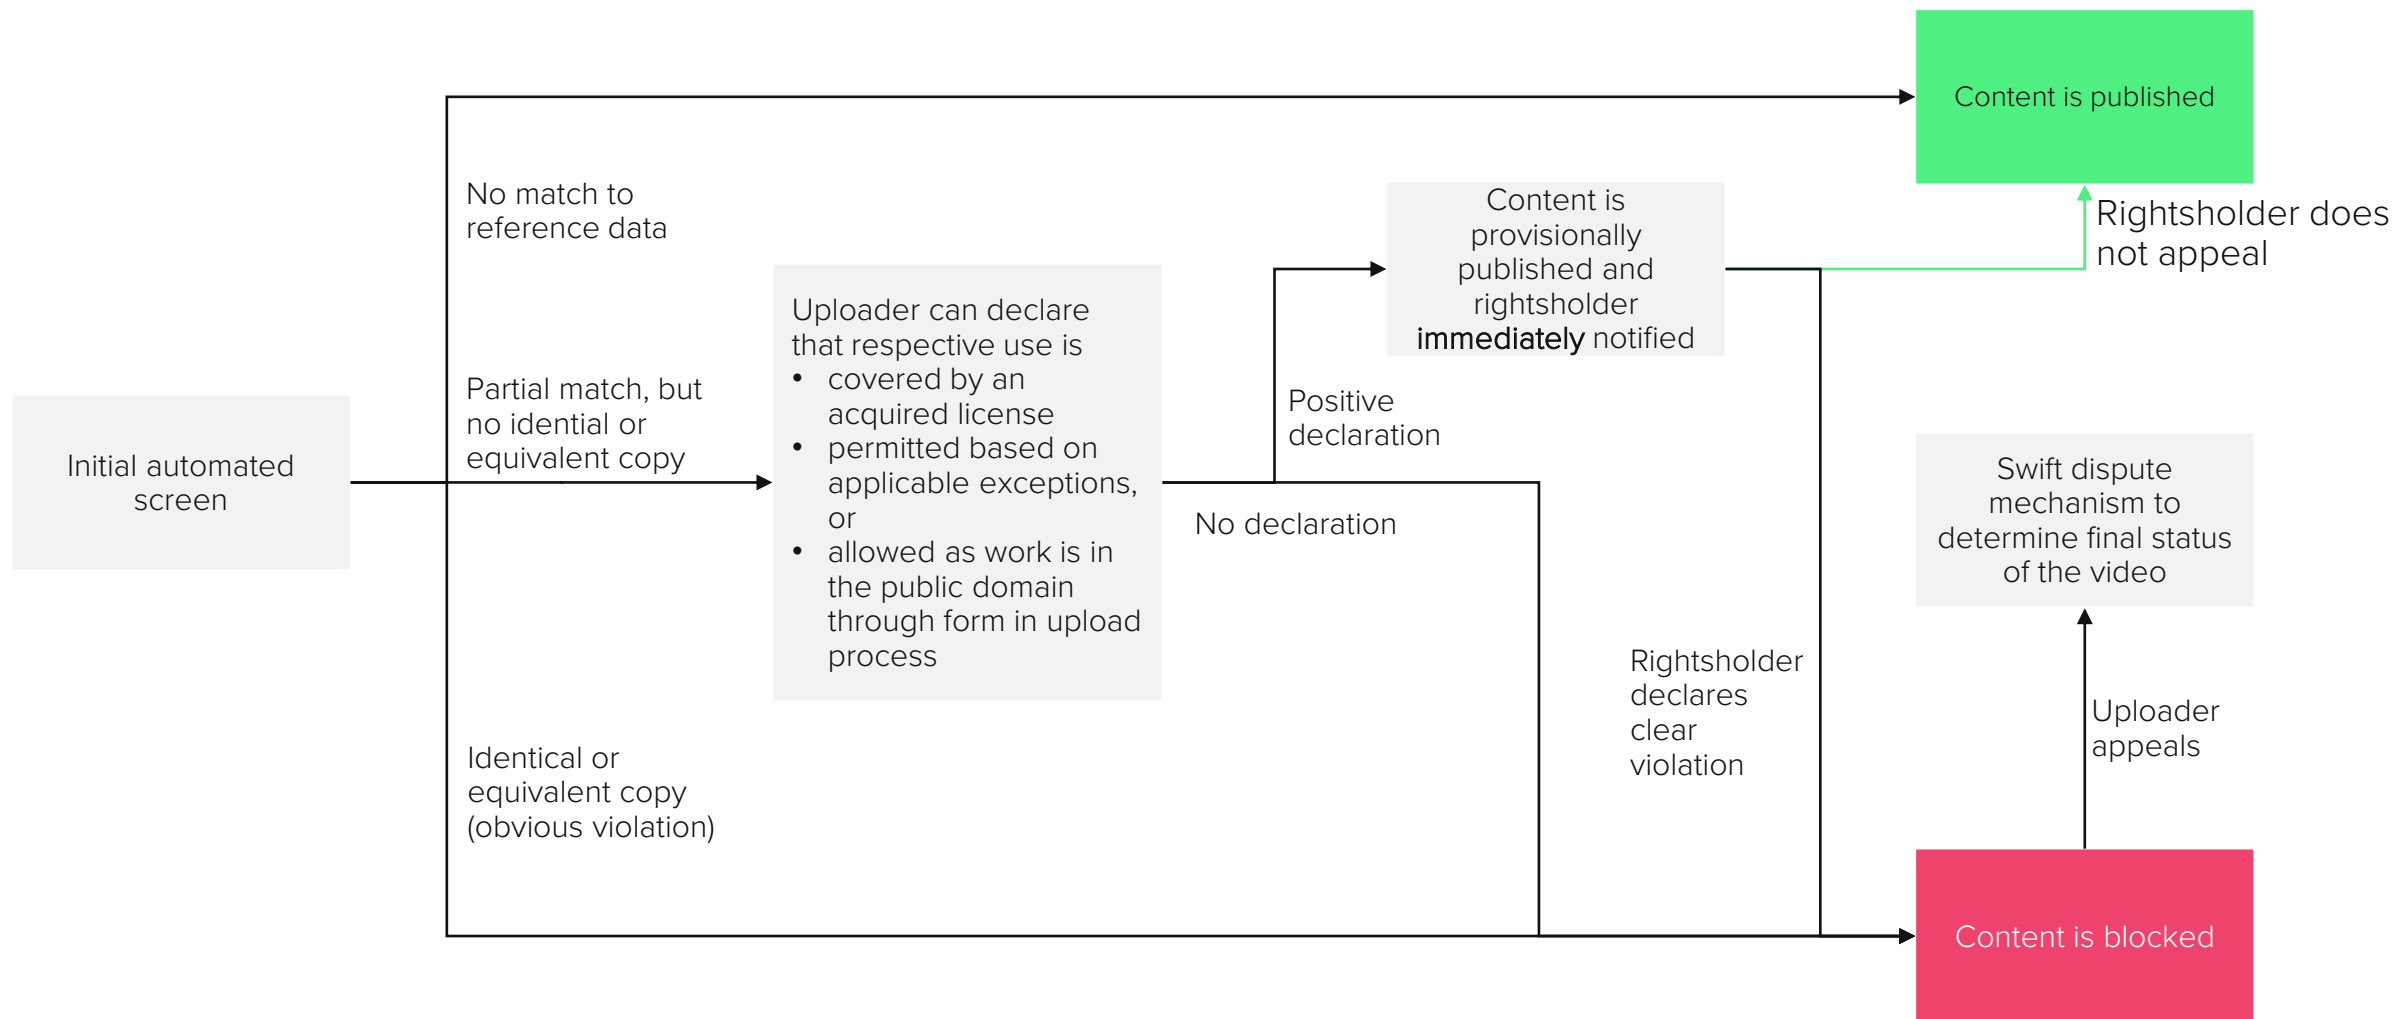 Content is published
No match to
reference data
Content is
provisionally
published and
rightsholder
immediately notified
Rightsholder does
not appeal
Uploader can declare
that respective use is
• covered by an
acquired license
• permitted based on
applicable exceptions,
or
• allowed as work is in
the public domain
through form in upload
process
Partial match, but
no idential or
equivalent copy
Initial automated
screen
Positive
declaration
No declaration
Swift dispute
mechanism to
determine final status
of the video
Rightsholder
declares
clear
violation
Uploader
appeals
Identical or
equivalent copy
(obvious violation)
Content is blocked